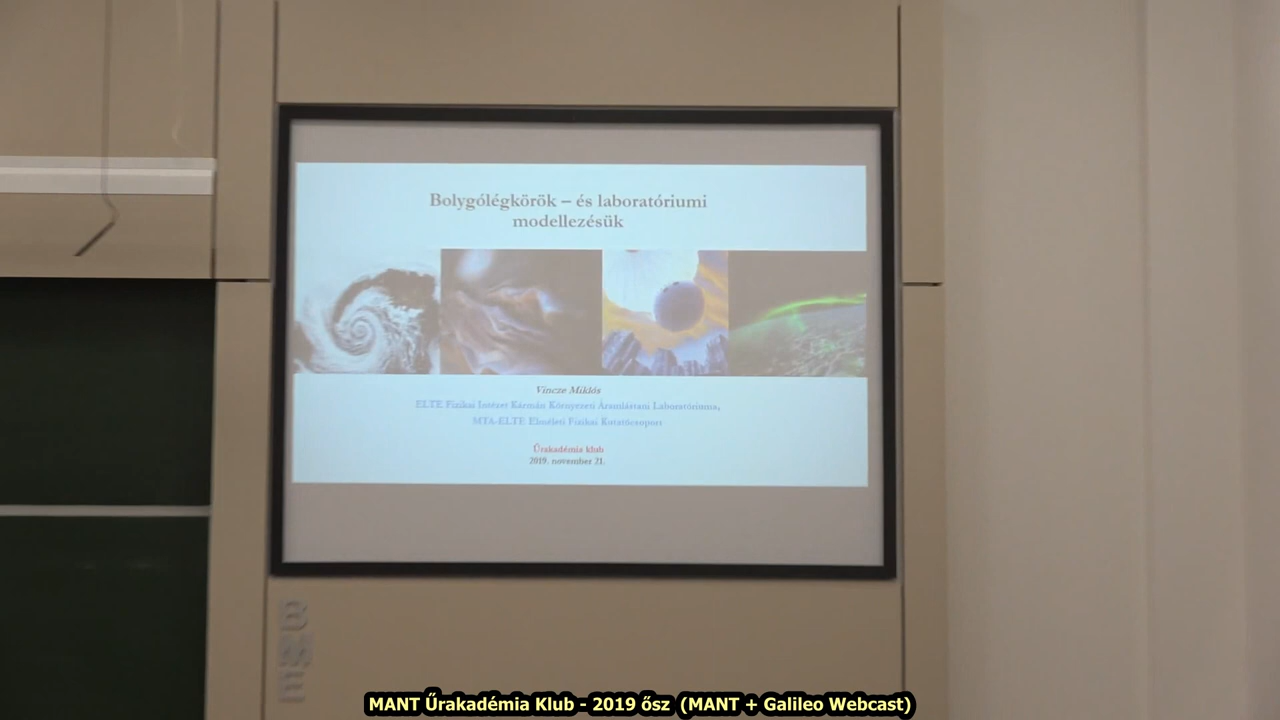 Bolygólégkörök – és laboratóriumi
modellezésük
Vincze Miklós
ELTE Fizikai Intézet Kármán Környezeti Áramlástani Laboratóriuma,
MTA-ELTE Elméleti Fizikai Kutatócsoport
Űrakadémia klub
2019. november 21.
MANT Űrakadémia Klub - 2019 ősz (MANT + Galileo Webcast)